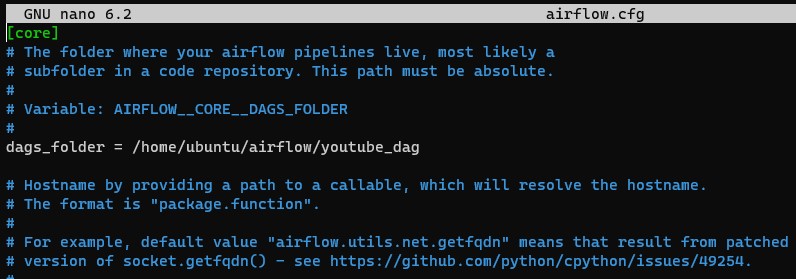 GNU nano 6.2 airflow.cfg
[core]
# The folder where your airflow pipelines live, most likely a
# subfolder in a code repository. This path must be absolute.
#
# Variable: AIRFLOW__CORE__DAGS_FOLDER
#
dags_folder = /home/ubuntu/airflow/youtube_dag
# Hostname by providing a path to a callable, which will resolve the hostname.
# The format is "package.function".
#
# For example, default value "airflow.utils.net.getfqdn" means that result from patched
# version of socket.getfqdn() - see https://github.com/python/cpython/issues/49254.
#